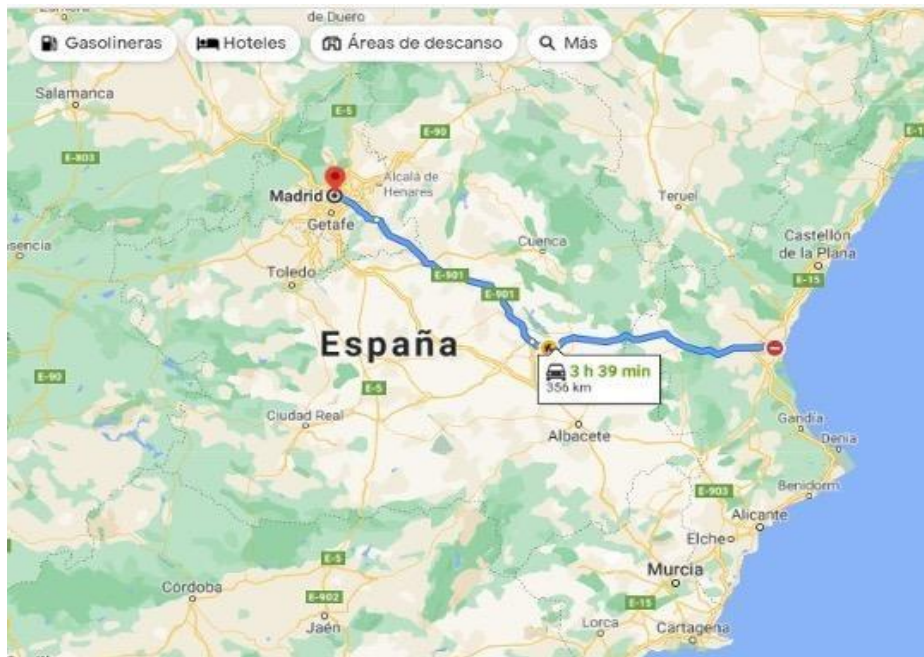 de Duero
Gasolineras
Hoteles
Áreas de descanso
Más
Salamanca
E-5
E-90
E-803
Alcalá de
Henares
Madrid
Getafe
Teruel
Castellón
de la Plana
Cuenca
Toledo
E-901
E-901
E-15
España
3 h 39 min
356 km
E-90
E-5
Ciudad Real
Albacete
Gandía
Denia
Benidorm
E-903
Alicante
Elche
Murcia
E-5
Córdoba
E-902
Jaén
E-15
Lorca
Cartagena